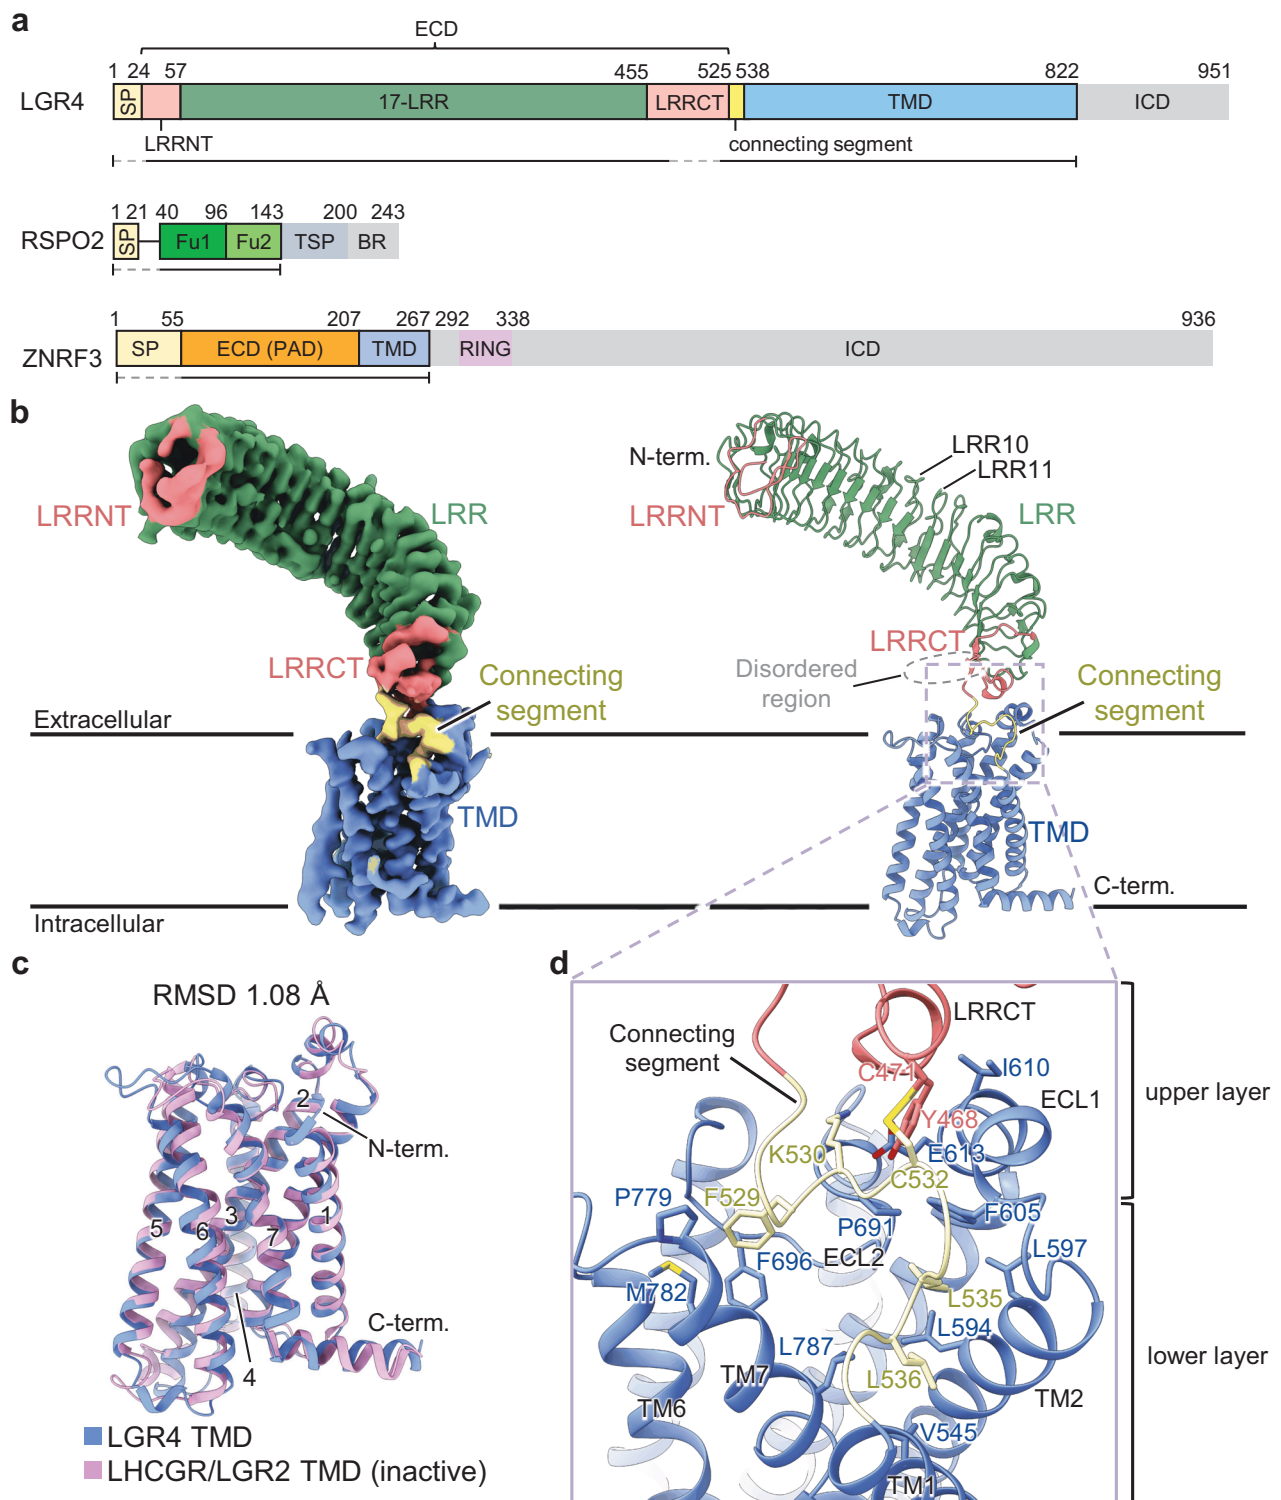 a
ECD
1 24 57 455 525 538 822 951
LGR4
SP
17-LRR
LRRCT
TMD
ICD
LRRNT
connecting segment
1 21 40 96 143 200 243
RSPO2
SP
Fu1
Fu2
TSP
BR
1 55 207 267 292 338 936
ZNRF3
SP
ECD (PAD)
TMD
RING
ICD
b
LRRNT
LRR
LRRCT
Connecting
segment
Extracellular
TMD
Intracellular
N-term.
LRRNT
LRR10
LRR11
LRR
LRRCT
Disordered
region
Connecting
segment
TMD
C-term.
c
RMSD 1.08 Å
2
N-term.
5
6
3
7
1
C-term.
4
LGR4 TMD
LHCGR/LGR2 TMD (inactive)
d
Connecting
segment
LRRCT
C471
I610
ECL1
Y468
K530
E613
C532
P779
F529
P691
F605
F696
ECL2
L597
M782
L535
L594
L787
TM7
L536
TM6
TM2
V545
TM1
upper layer
lower layer